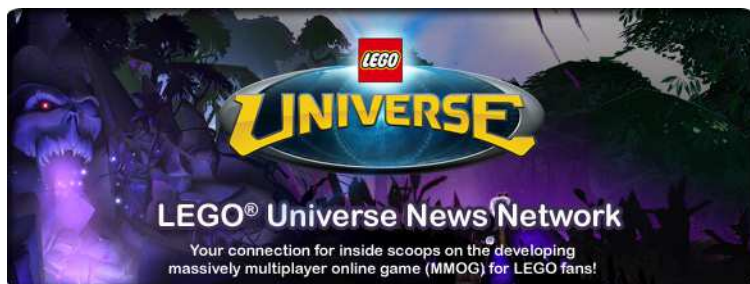 LEGO
UNIVERSE
LEGO® Universe News Network
Your connection for inside scoops on the developing
massively multiplayer online game (MMOG) for LEGO fans!